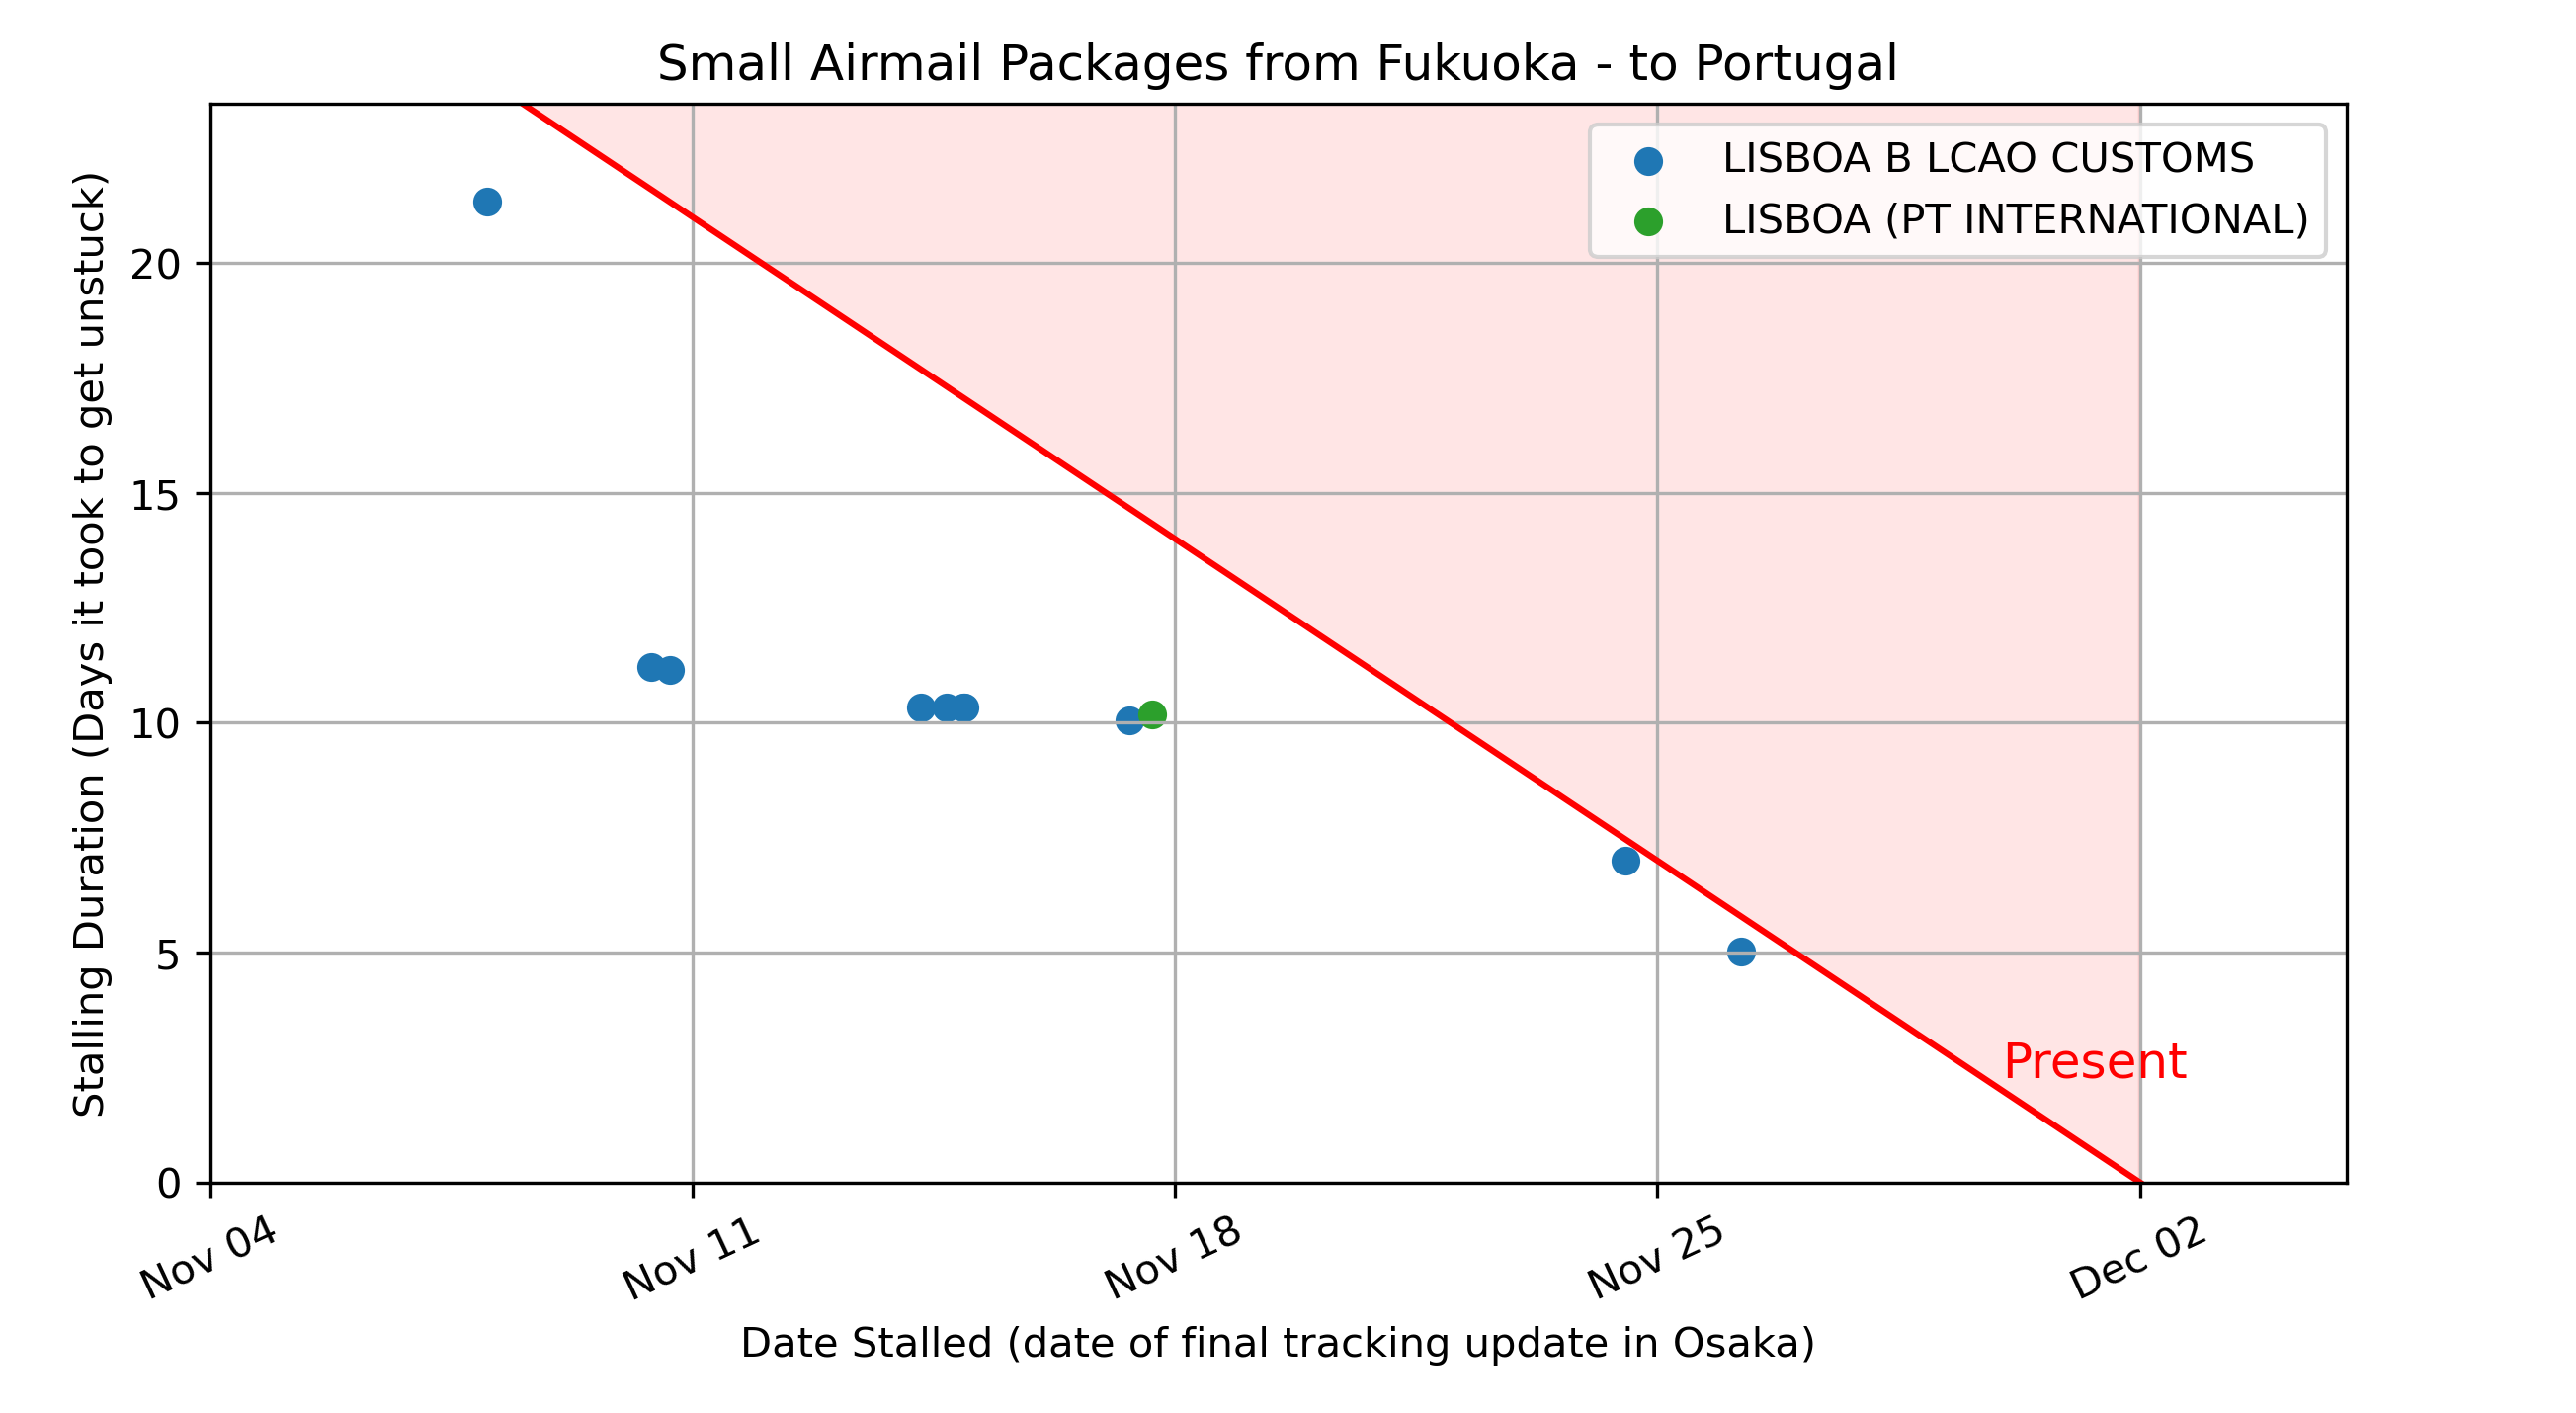 Small Airmail Packages from Fukuoka - to Portugal
LISBOA B LCAO CUSTOMS
LISBOA (PT INTERNATIONAL)
Stalling Duration (Days it took to get unstuck)
20
15
10
5
0
Present
Nov 04
Nov 11
Nov 18
Nov 25
Dec 02
Date Stalled (date of final tracking update in Osaka)